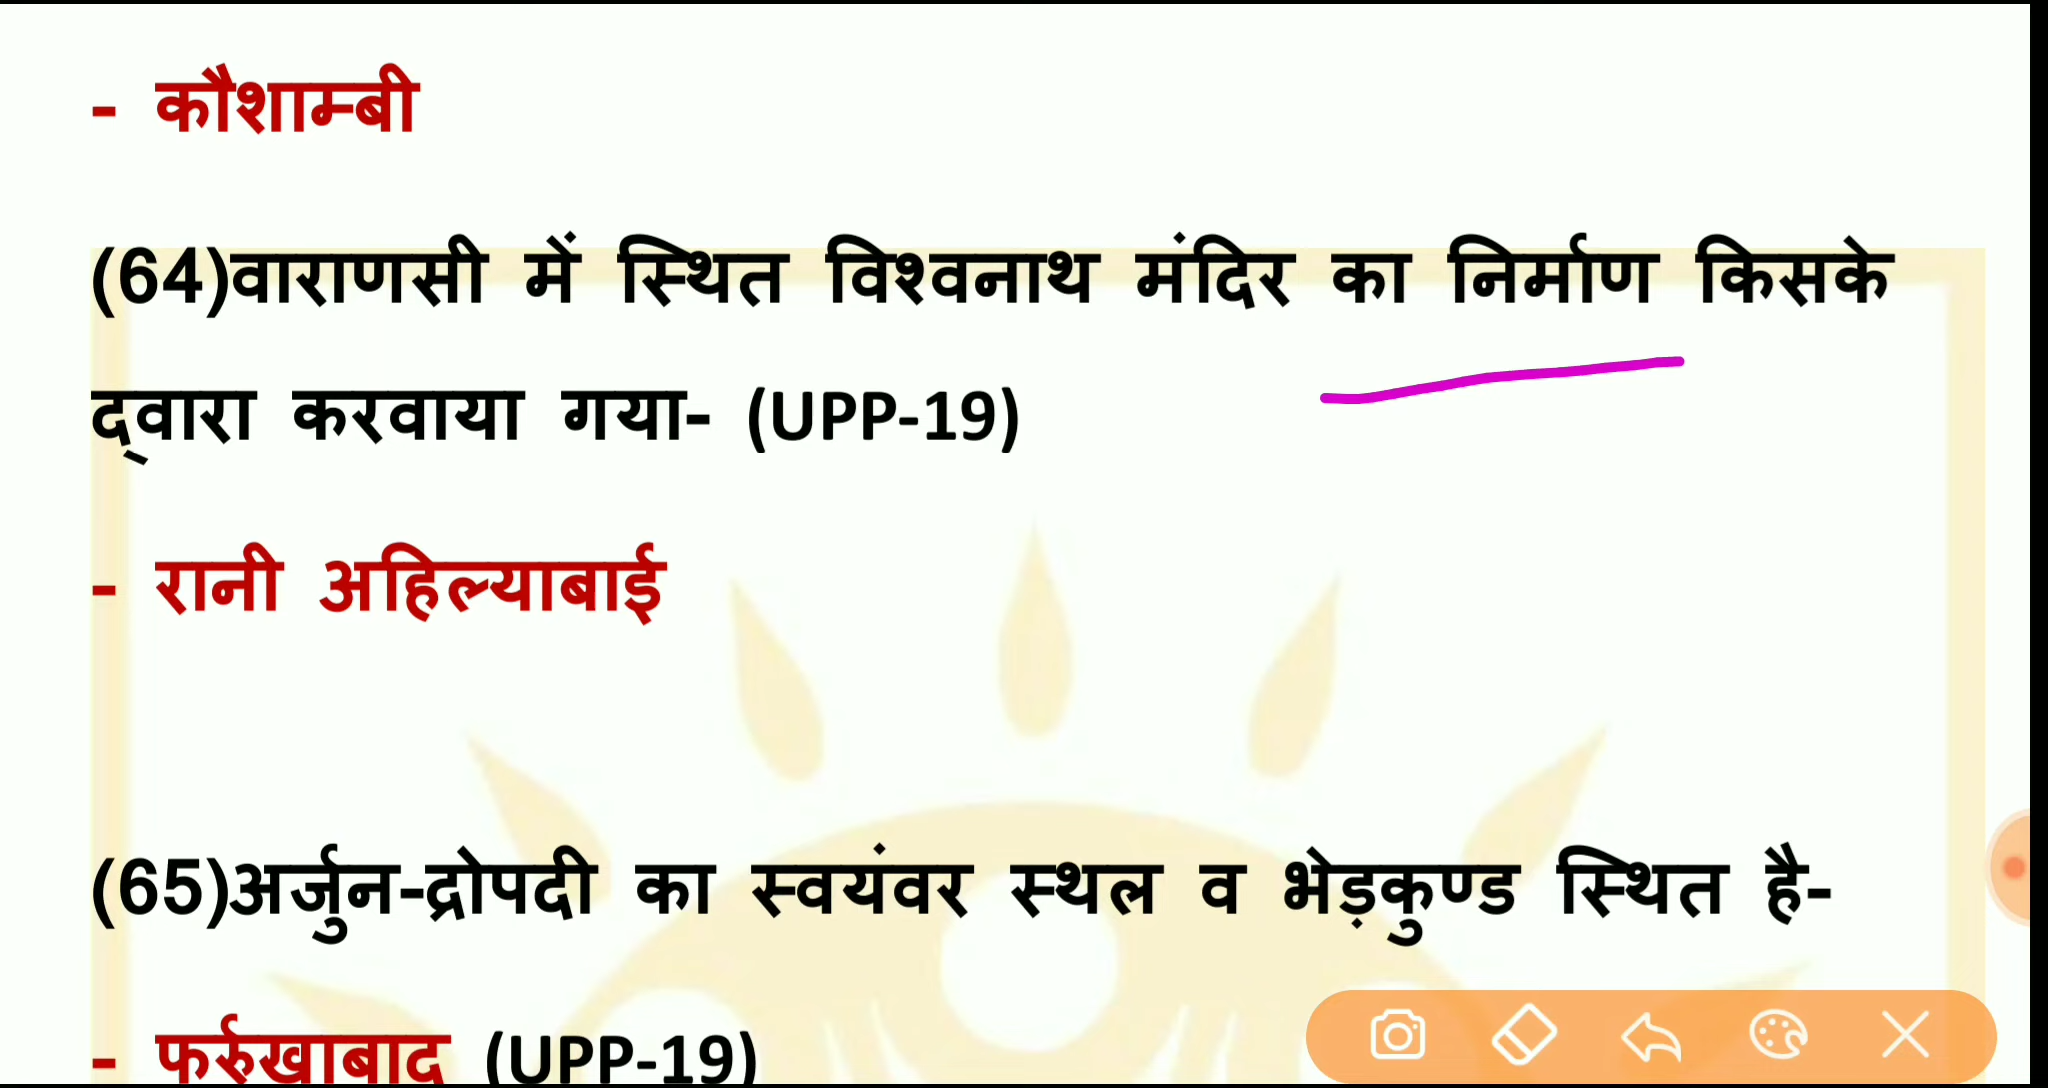 - कौशाम्बी
(64)वाराणसी में स्थित विश्वनाथ मंदिर का निर्माण किसके
द्‌वारा करवाया गया- (UPP-19)
- रानी अहिल्याबाई
(65)अर्जुन-द्रोपदी का स्वयंवर स्थल व भेड़कुण्ड स्थित है-
- फर्रुखाबाद (UPP-19)